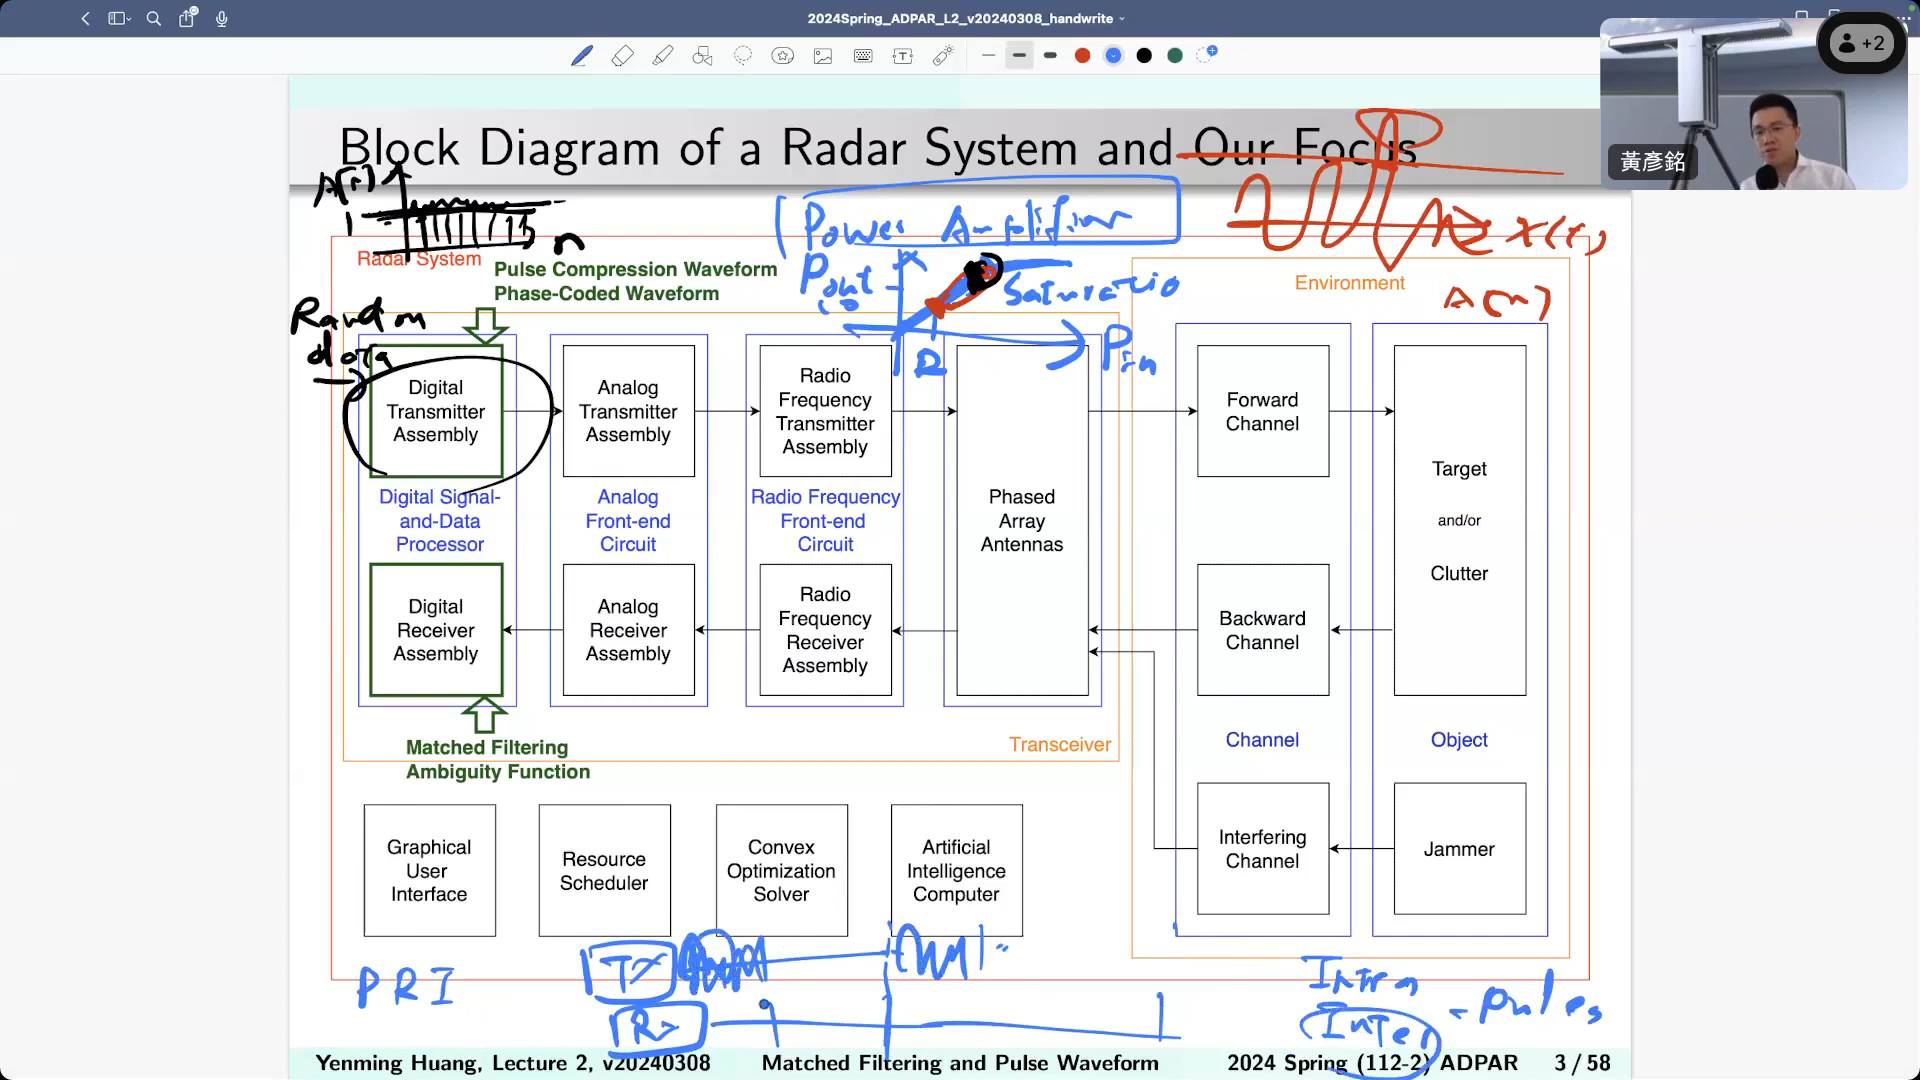 2024Spring_ADPAR_L2_v20240308_handwrite
+2
黃彥銘
Block Diagram of a Radar System and Our Focus
A[n]
1
n
Power Amplifier
Pout
Saturatio
Pin
x(t)
A[n]
Radar System
Pulse Compression Waveform
Phase-Coded Waveform
Environment
Random
data
Digital
Transmitter
Assembly
Analog
Transmitter
Assembly
Radio
Frequency
Transmitter
Assembly
Phased
Array
Antennas
Forward
Channel
Target
and/or
Clutter
Digital Signal-
and-Data
Processor
Analog
Front-end
Circuit
Radio Frequency
Front-end
Circuit
Digital
Receiver
Assembly
Analog
Receiver
Assembly
Radio
Frequency
Receiver
Assembly
Backward
Channel
Matched Filtering
Ambiguity Function
Transceiver
Channel
Object
Graphical
User
Interface
Resource
Scheduler
Convex
Optimization
Solver
Artificial
Intelligence
Computer
Interfering
Channel
Jammer
PRI
Tx
Rx
Intra
Inter
-pulse
Yenming Huang, Lecture 2, v20240308
Matched Filtering and Pulse Waveform
2024 Spring (112-2) ADPAR
3 / 58